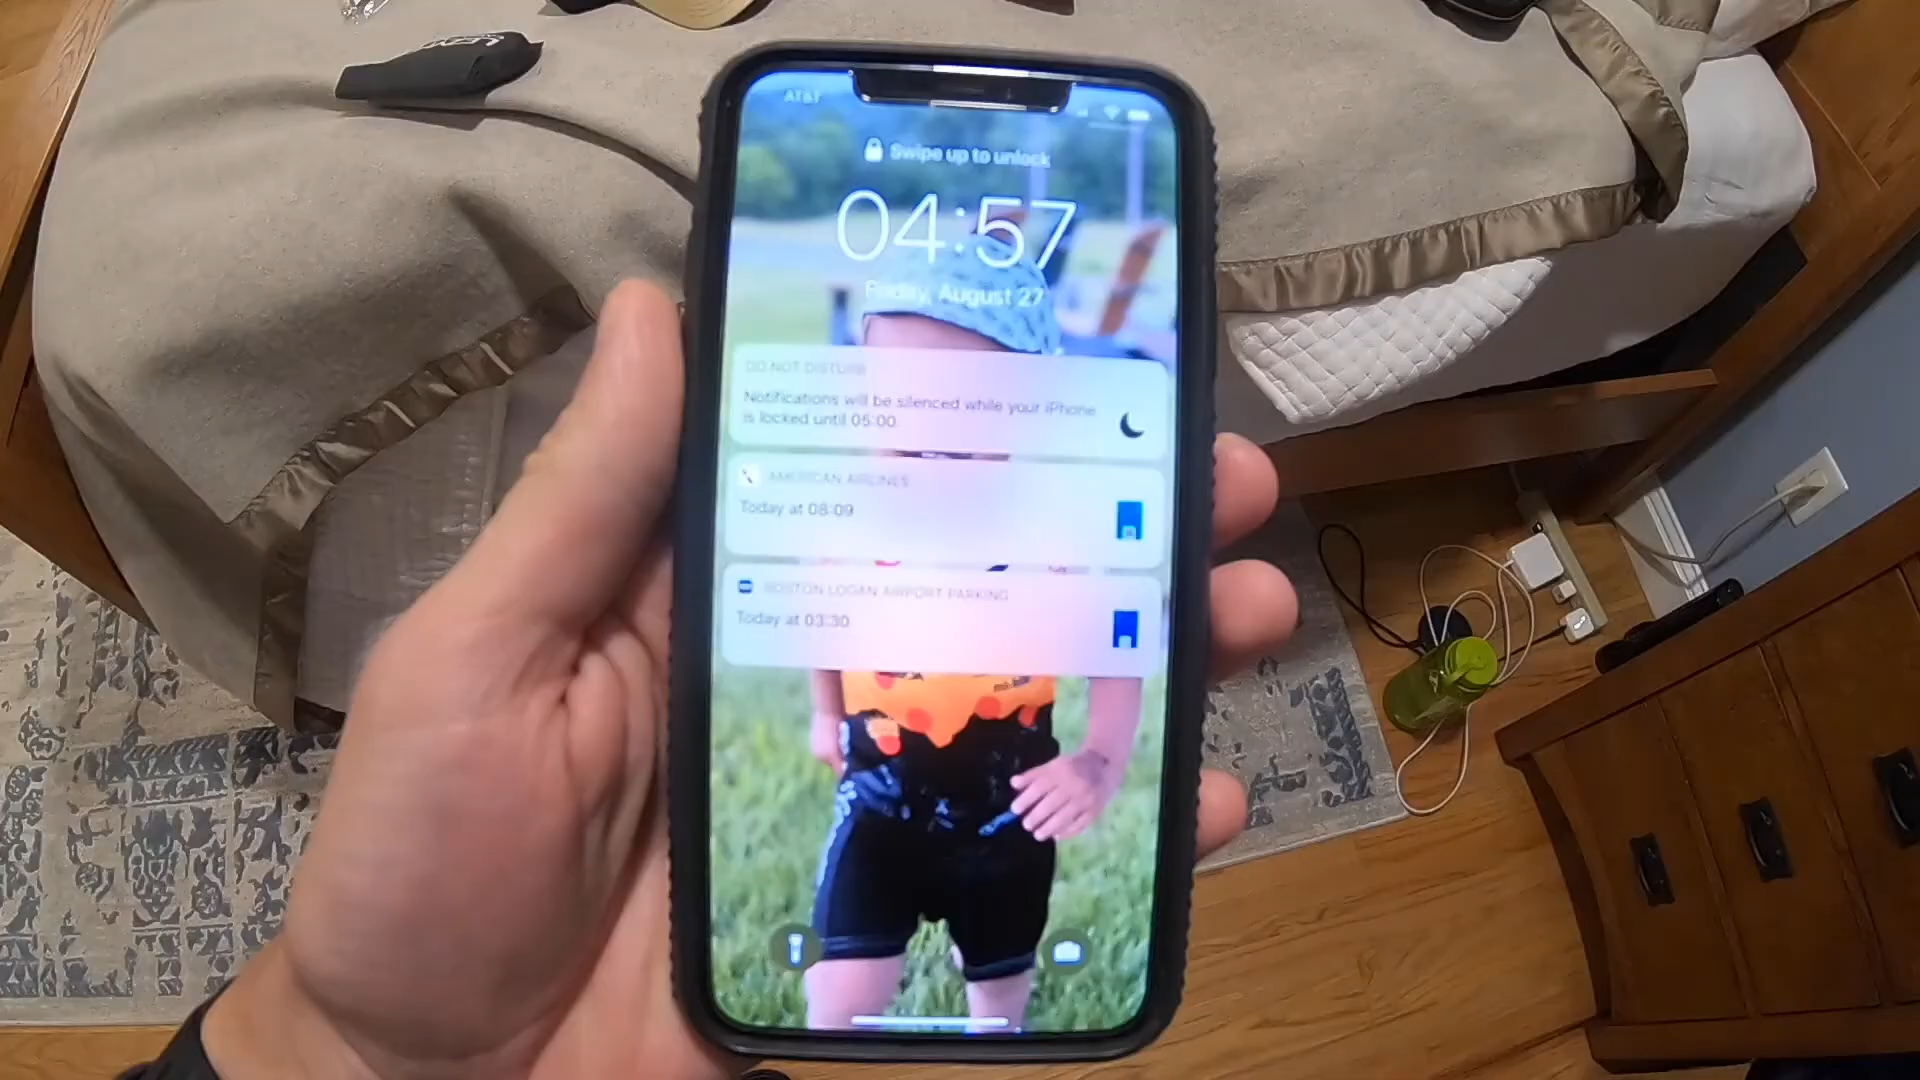 AT&T
Swipe up to unlock
04:57
Friday, August 27
DO NOT DISTURB
Notifications will be silenced while your iPhone
is locked until 05:00.
AMERICAN AIRLINES
Today at 08:09
BOSTON LOGAN AIRPORT PARKING
Today at 03:30